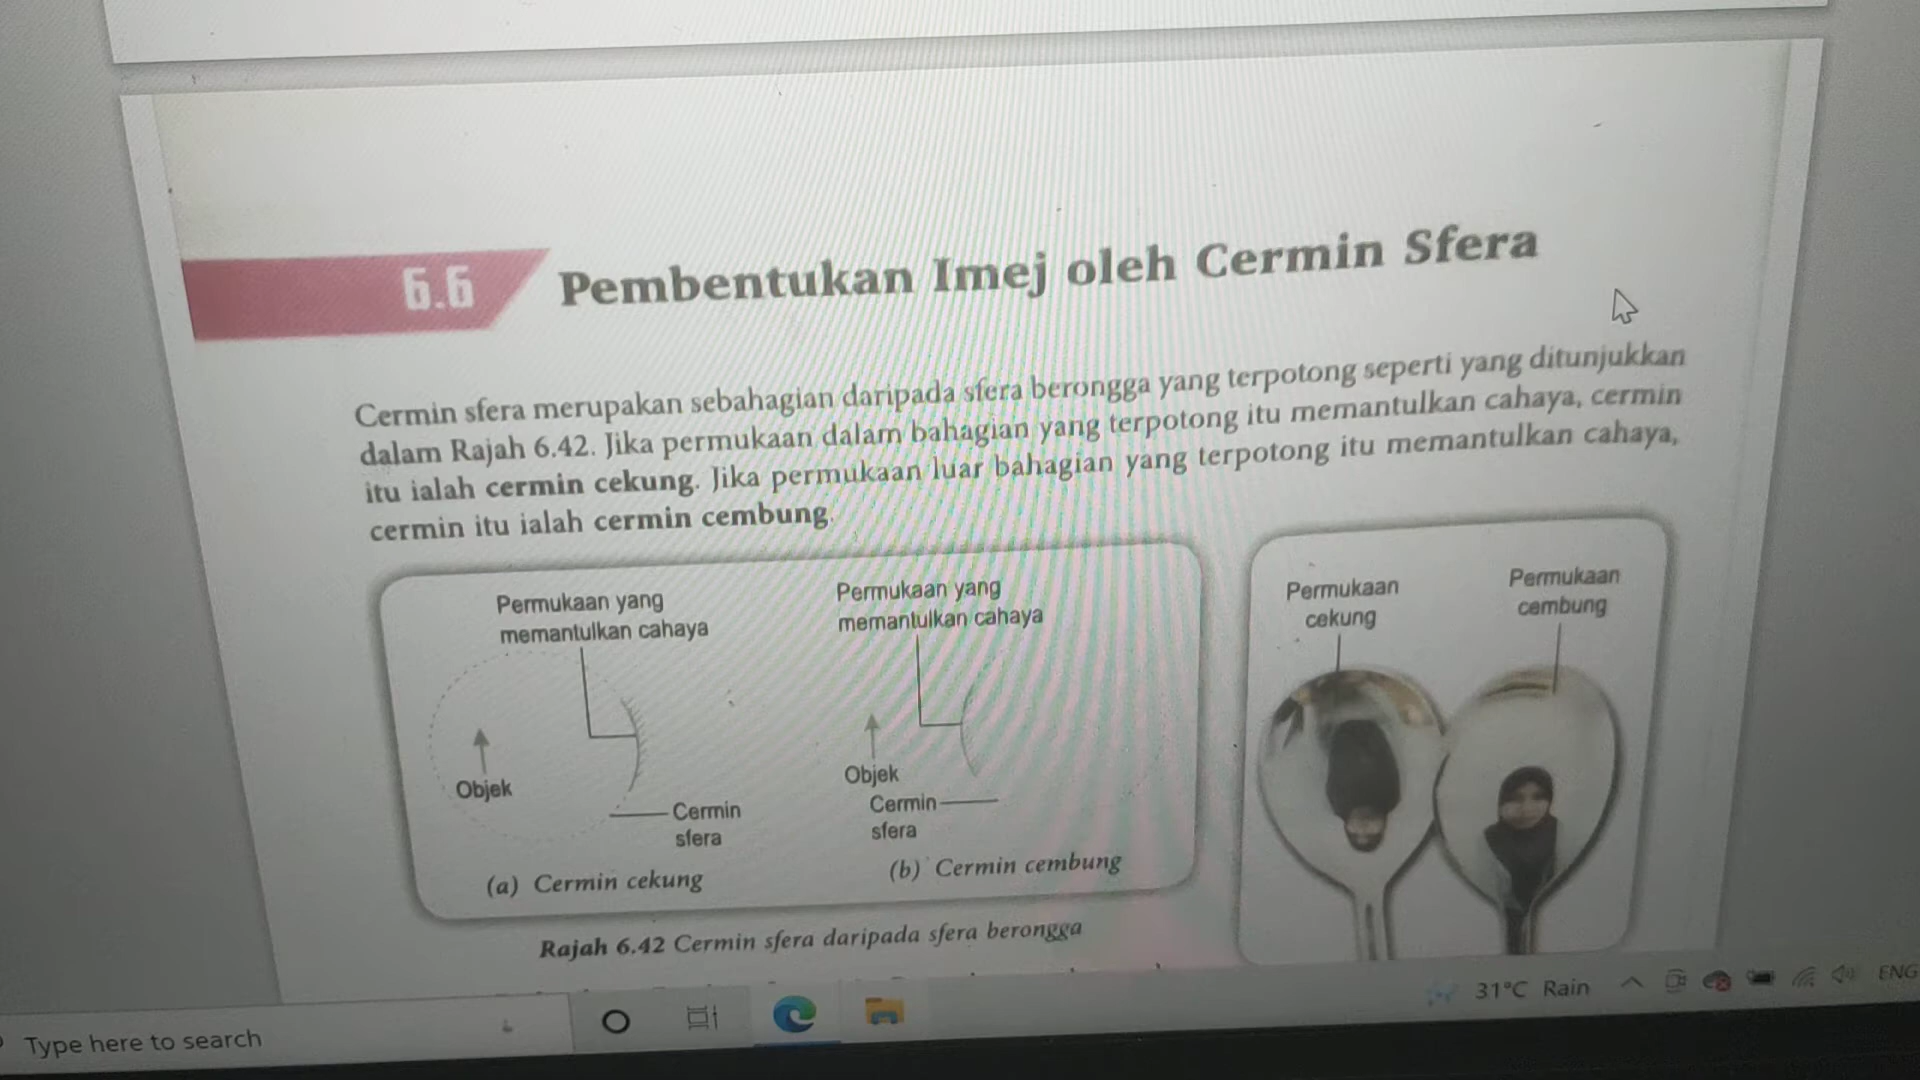 6.6 Pembentukan Imej oleh Cermin Sfera
Cermin sfera merupakan sebahagian daripada sfera berongga yang terpotong seperti yang ditunjukkan
dalam Rajah 6.42. Jika permukaan dalam bahagian yang terpotong itu memantulkan cahaya, cermin
itu ialah cermin cekung. Jika permukaan luar bahagian yang terpotong itu memantulkan cahaya,
cermin itu ialah cermin cembung.
Permukaan yang
memantulkan cahaya
Objek
Cermin
sfera
(a) Cermin cekung
Permukaan yang
memantulkan cahaya
Objek
Cermin
sfera
(b) Cermin cembung
Rajah 6.42 Cermin sfera daripada sfera berongga
Permukaan
cekung
Permukaan
cembung
Type here to search
31°C Rain
ENG